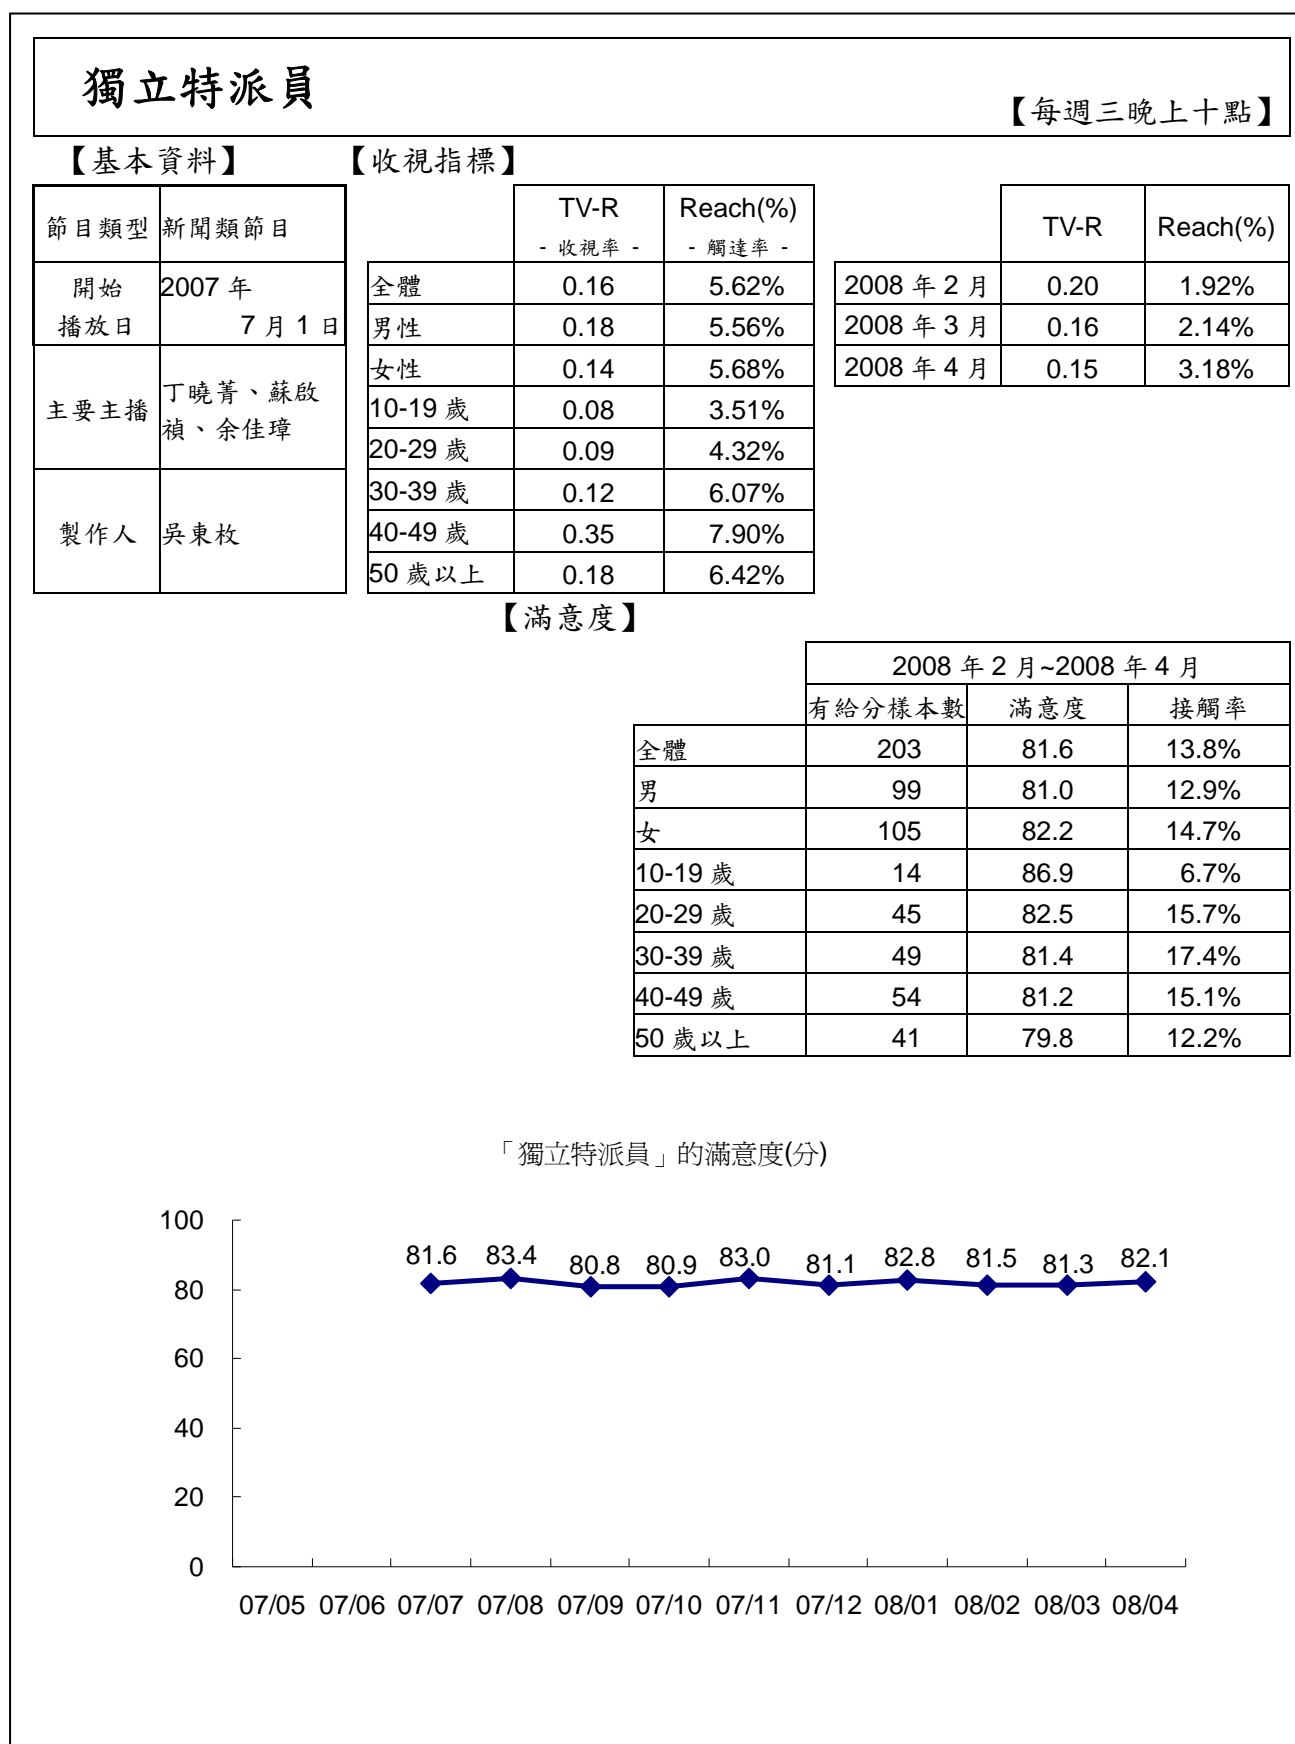 獨立特派員
【每週三晚上十點】
【基本資料】 【收視指標】
節目類型 新聞類節目
開始播放日 2007 年 7 月 1 日
主要主播 丁曉菁、蘇啟禎、余佳璋
製作人 吳東枚
TV-R Reach(%)
- 收視率 - - 觸達率 -
全體 0.16 5.62%
男性 0.18 5.56%
女性 0.14 5.68%
10-19 歲 0.08 3.51%
20-29 歲 0.09 4.32%
30-39 歲 0.12 6.07%
40-49 歲 0.35 7.90%
50 歲以上 0.18 6.42%
TV-R Reach(%)
2008 年 2 月 0.20 1.92%
2008 年 3 月 0.16 2.14%
2008 年 4 月 0.15 3.18%
【滿意度】
2008 年 2 月~2008 年 4 月
有給分樣本數 滿意度 接觸率
全體 203 81.6 13.8%
男 99 81.0 12.9%
女 105 82.2 14.7%
10-19 歲 14 86.9 6.7%
20-29 歲 45 82.5 15.7%
30-39 歲 49 81.4 17.4%
40-49 歲 54 81.2 15.1%
50 歲以上 41 79.8 12.2%
「獨立特派員」的滿意度(分)
100
80
60
40
20
0
81.6 83.4 80.8 80.9 83.0 81.1 82.8 81.5 81.3 82.1
07/05 07/06 07/07 07/08 07/09 07/10 07/11 07/12 08/01 08/02 08/03 08/04